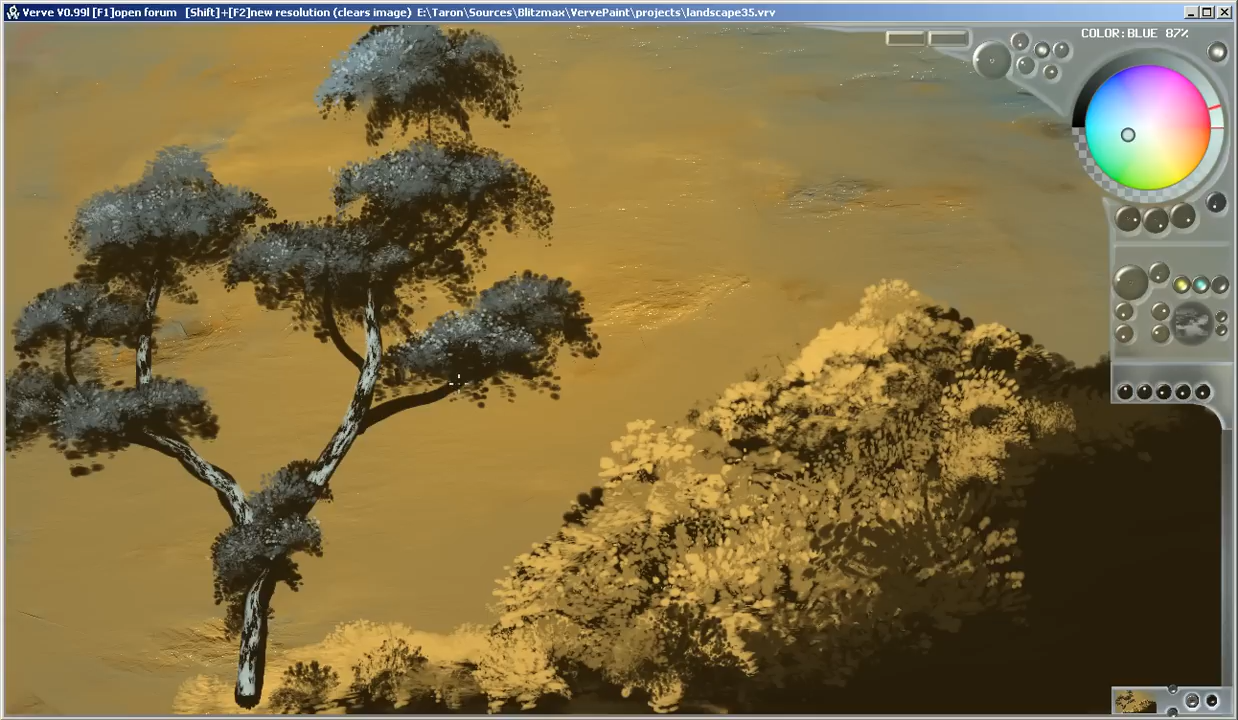 Verve V0.99l [F1]open forum [Shift]+[F2]new resolution (clears image) E:\Taron\Sources\Blitzmax\VervePaint\projects\landscape35.vrv
COLOR:BLUE 87%